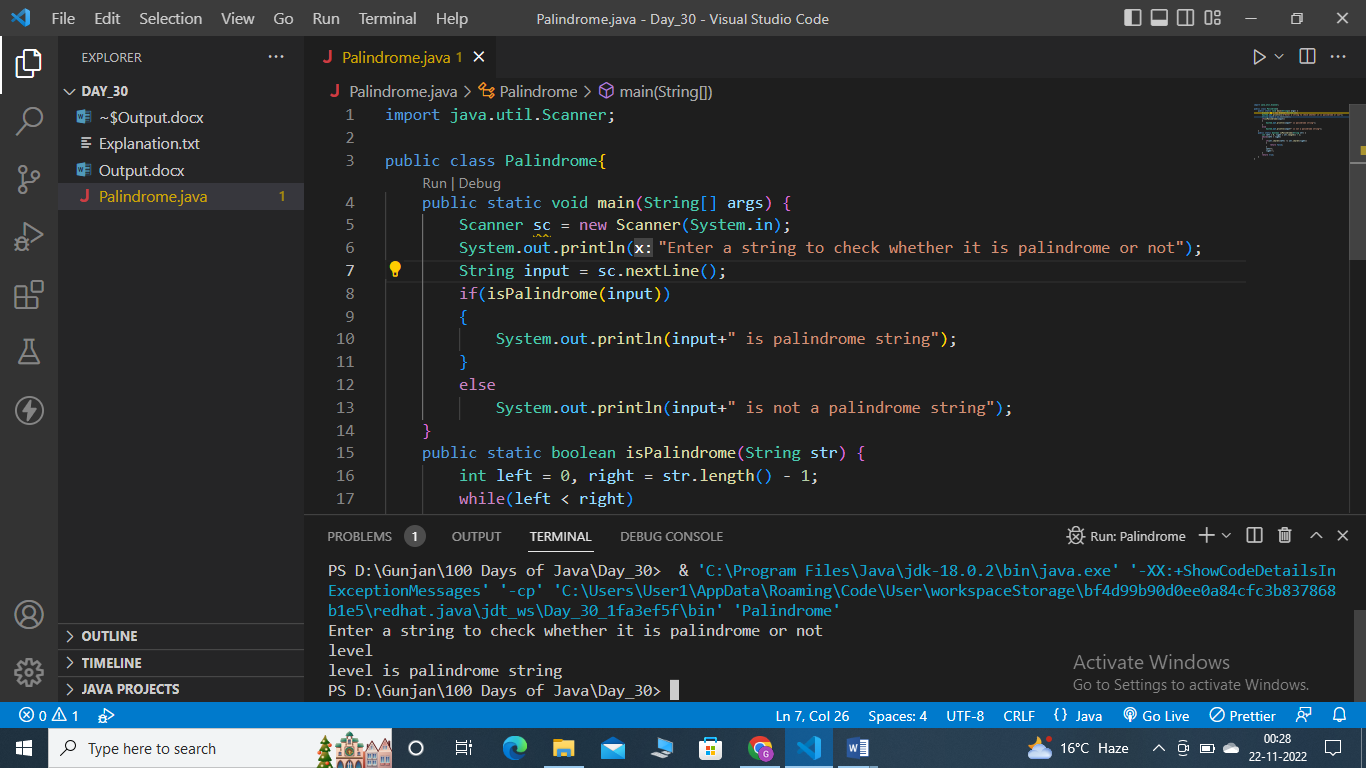 File Edit Selection View Go Run Terminal Help
Palindrome.java - Day_30 - Visual Studio Code
EXPLORER
DAY_30
~$Output.docx
Explanation.txt
Output.docx
Palindrome.java 1
OUTLINE
TIMELINE
JAVA PROJECTS
Palindrome.java 1
Palindrome.java > Palindrome > main(String[])
1 import java.util.Scanner;
2
3 public class Palindrome{
Run | Debug
4 public static void main(String[] args) {
5 Scanner sc = new Scanner(System.in);
6 System.out.println(x: "Enter a string to check whether it is palindrome or not");
7 String input = sc.nextLine();
8 if(isPalindrome(input))
9 {
10 System.out.println(input+" is palindrome string");
11 }
12 else
13 System.out.println(input+" is not a palindrome string");
14 }
15 public static boolean isPalindrome(String str) {
16 int left = 0, right = str.length() - 1;
17 while(left < right)
PROBLEMS 1 OUTPUT TERMINAL DEBUG CONSOLE
Run: Palindrome
PS D:\Gunjan\100 Days of Java\Day_30> & 'C:\Program Files\Java\jdk-18.0.2\bin\java.exe' '-XX:+ShowCodeDetailsIn
ExceptionMessages' '-cp' 'C:\Users\User1\AppData\Roaming\Code\User\workspaceStorage\bf4d99b90d0ee0a84cfc3b837868
b1e5\redhat.java\jdt_ws\Day_30_1fa3ef5f\bin' 'Palindrome'
Enter a string to check whether it is palindrome or not
level
level is palindrome string
PS D:\Gunjan\100 Days of Java\Day_30>
Activate Windows
Go to Settings to activate Windows.
0 1
Ln 7, Col 26 Spaces: 4 UTF-8 CRLF {} Java Go Live Prettier
Type here to search
16°C Haze
00:28
22-11-2022